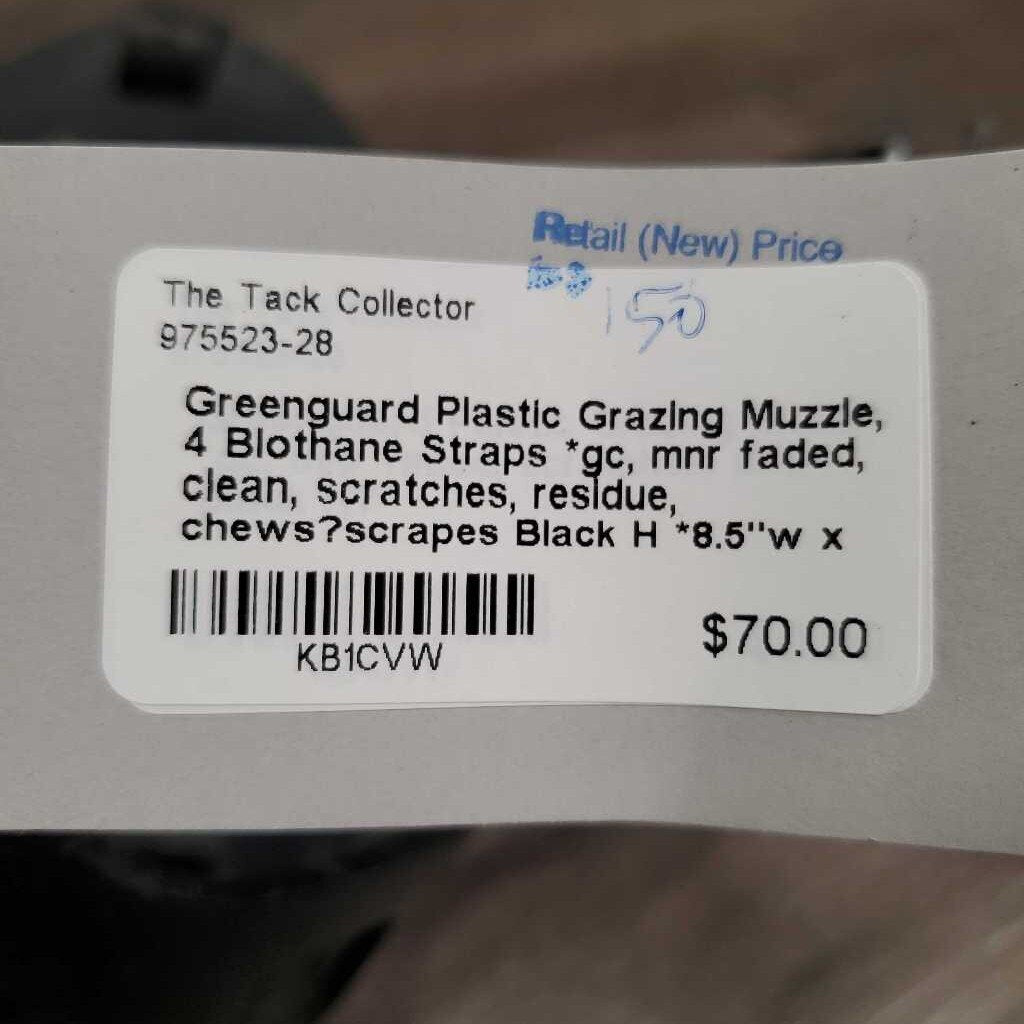 Retail (New) Price
150
The Tack Collector
975523-28
Greenguard Plastic Grazing Muzzle,
4 Biothane Straps *gc, mnr faded,
clean, scratches, residue,
chews?scrapes Black H *8.5"w x
KB1CVW
$70.00